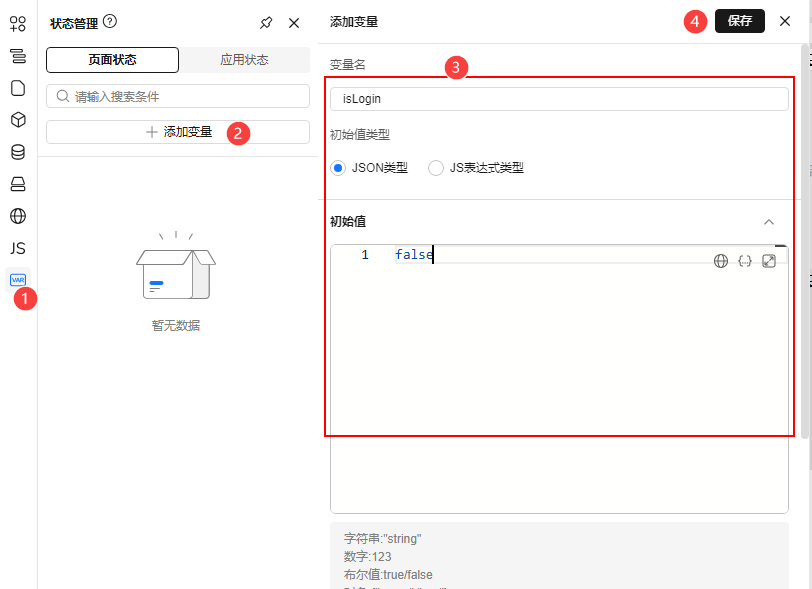 状态管理
页面状态
应用状态
请输入搜索条件
添加变量
2
JS
VAR
1
暂无数据
添加变量
4
保存
变量名
3
isLogin
初始值类型
JSON类型
JS表达式类型
初始值
1
false
字符串:"string"
数字:123
布尔值:true/false